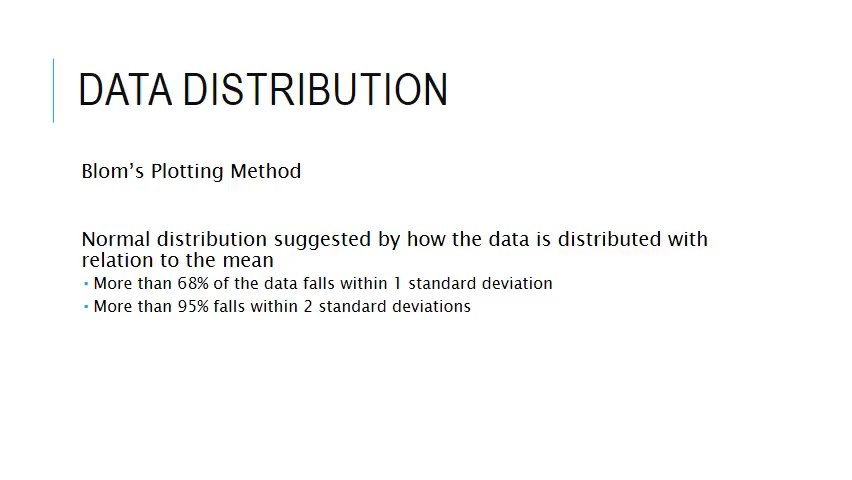 DATA DISTRIBUTION
Blom’s Plotting Method
Normal distribution suggested by how the data is distributed with
relation to the mean
▪ More than 68% of the data falls within 1 standard deviation
▪ More than 95% falls within 2 standard deviations